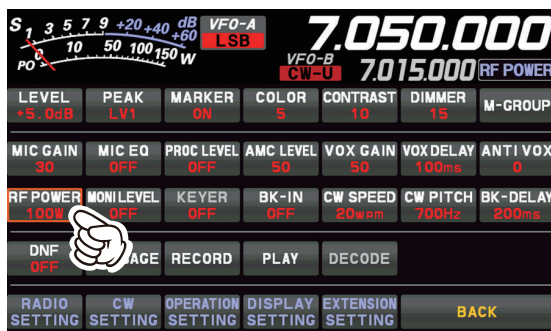 S 1 3 5 7 9 +20 +40 +60 dB
PO 0 10 50 100 150 W
VFO-A
LSB
7.050.000
VFO-B
CW-U
7.015.000
RF POWER
LEVEL PEAK MARKER COLOR CONTRAST DIMMER M-GROUP
+5.0dB LV1 ON 5 10 15
MIC GAIN MIC EQ PROC LEVEL AMC LEVEL VOX GAIN VOX DELAY ANTI VOX
30 OFF OFF 50 50 100ms 0
RF POWER MONI LEVEL KEYER BK-IN CW SPEED CW PITCH BK-DELAY
100W OFF OFF OFF 20wpm 700Hz 200ms
DNF AGE RECORD PLAY DECODE
OFF
RADIO CW OPERATION DISPLAY EXTENSION BACK
SETTING SETTING SETTING SETTING SETTING